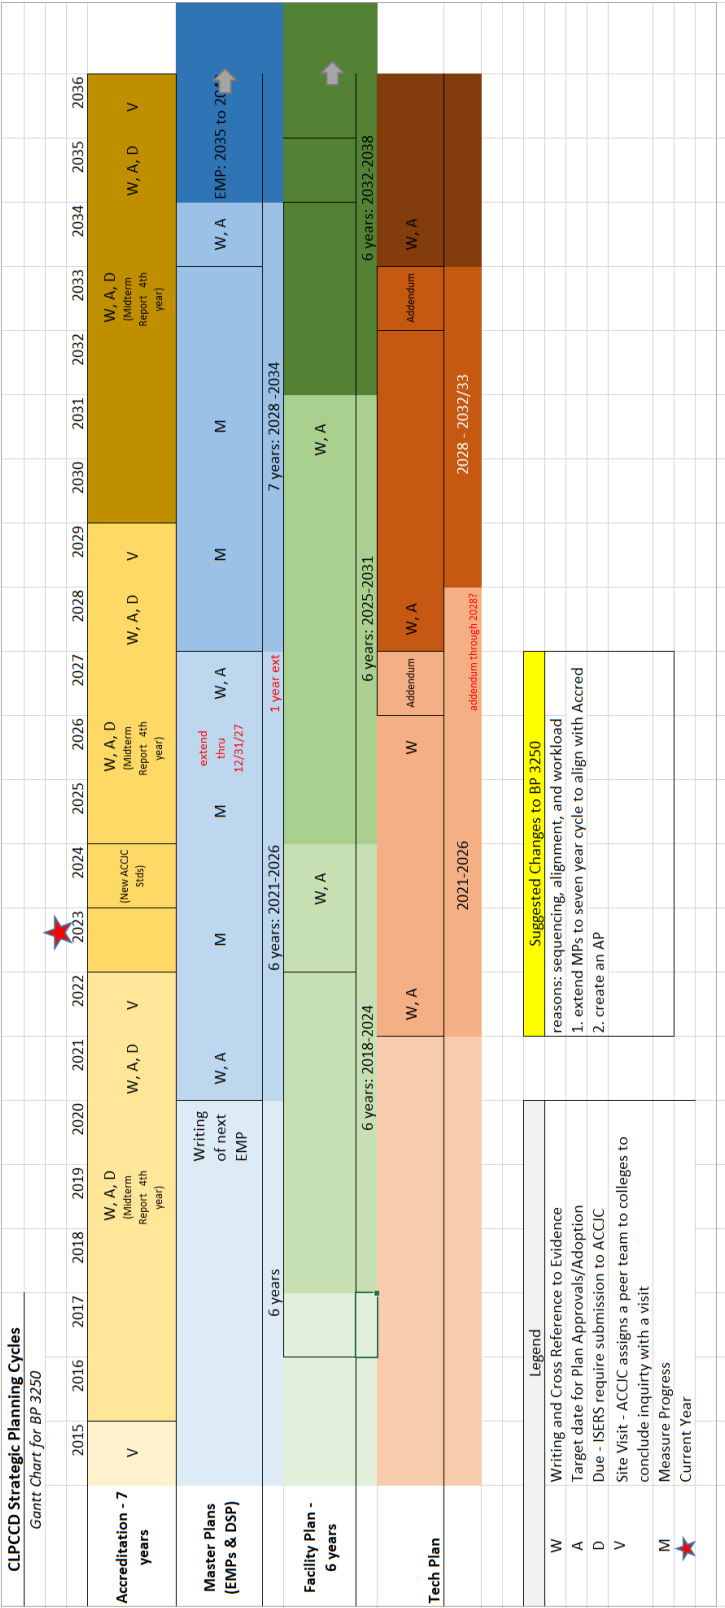 CLPCCD Strategic Planning Cycles
Gantt Chart for BP 3250
2015 2016 2017 2018 2019 2020 2021 2022 2023 2024 2025 2026 2027 2028 2029 2030 2031 2032 2033 2034 2035 2036
Accreditation - 7
years
V
W, A, D
(Midterm
Report 4th
year)
W, A, D
V
(New ACCJC
Stds)
W, A, D
(Midterm
Report 4th
year)
W, A, D
V
W, A, D
(Midterm
Report 4th
year)
W, A, D
V
Master Plans
(EMPs & DSP)
Writing
of next
EMP
W, A
M
M
extend
thru
12/31/27
W, A
M
M
W, A
EMP: 2035 to
6 years
6 years: 2021-2026
1 year ext
7 years: 2028 -2034
Facility Plan -
6 years
W, A
W, A
6 years: 2018-2024
6 years: 2025-2031
6 years: 2032-2038
Tech Plan
W, A
W
Addendum
W, A
Addendum
W, A
2021-2026
addendum through 2028?
2028 - 2032/33
Legend
W Writing and Cross Reference to Evidence
A Target date for Plan Approvals/Adoption
D Due - ISERS require submission to ACCJC
V Site Visit - ACCJC assigns a peer team to colleges to
conclude inquirty with a visit
M Measure Progress
Current Year
Suggested Changes to BP 3250
reasons: sequencing, alignment, and workload
1. extend MPs to seven year cycle to align with Accred
2. create an AP